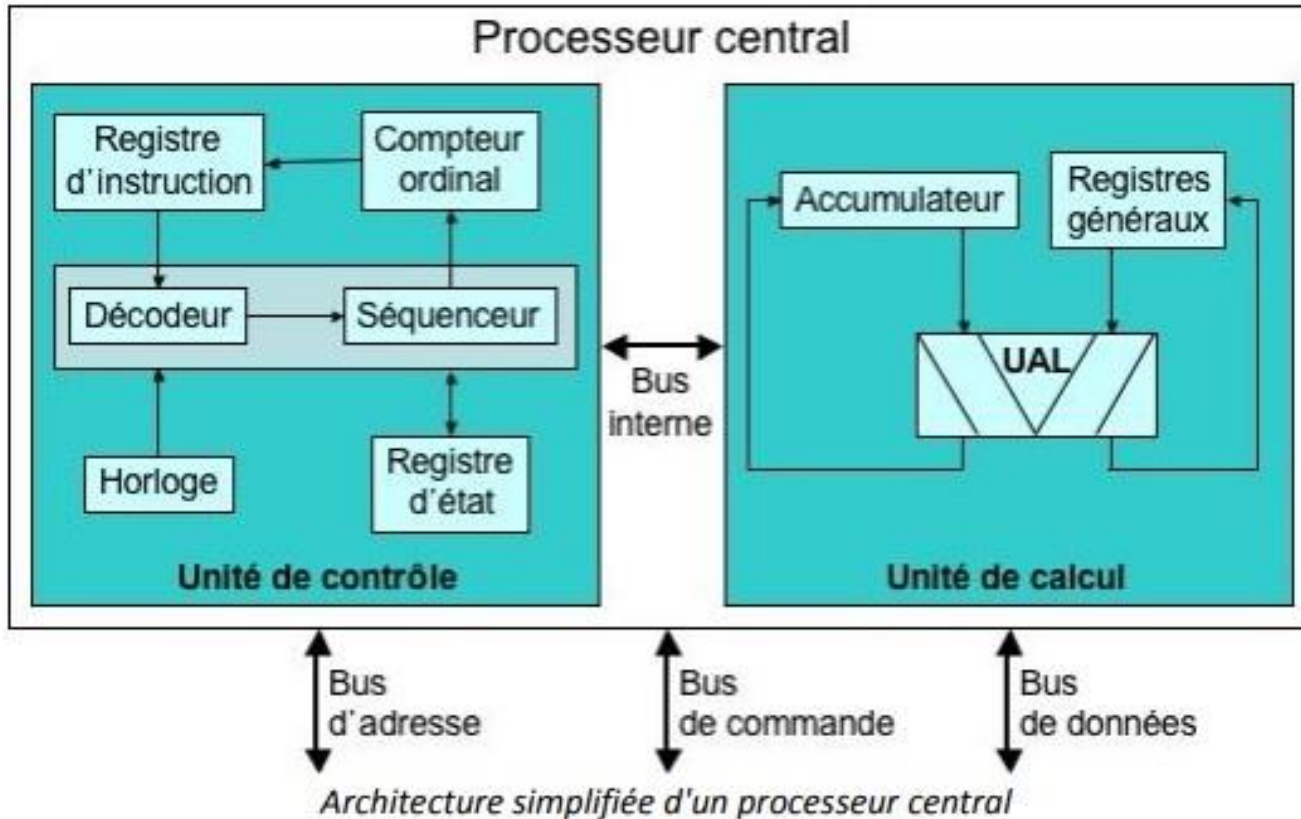 Processeur central
Registre
d'instruction
Compteur
ordinal
Décodeur
Séquenceur
Horloge
Registre
d'état
Unité de contrôle
Bus
interne
Accumulateur
Registres
généraux
UAL
Unité de calcul
Bus
d'adresse
Bus
de commande
Bus
de données
Architecture simplifiée d'un processeur central